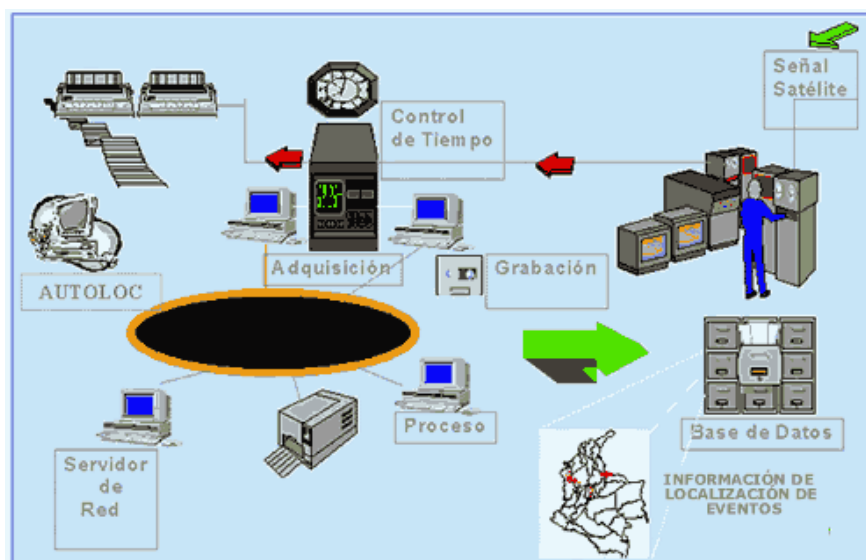 Señal
Satélite
Control
de Tiempo
Adquisición
Grabación
AUTOLOC
Proceso
Base de Datos
Servidor
de
Red
INFORMACIÓN DE
LOCALIZACIÓN DE
EVENTOS